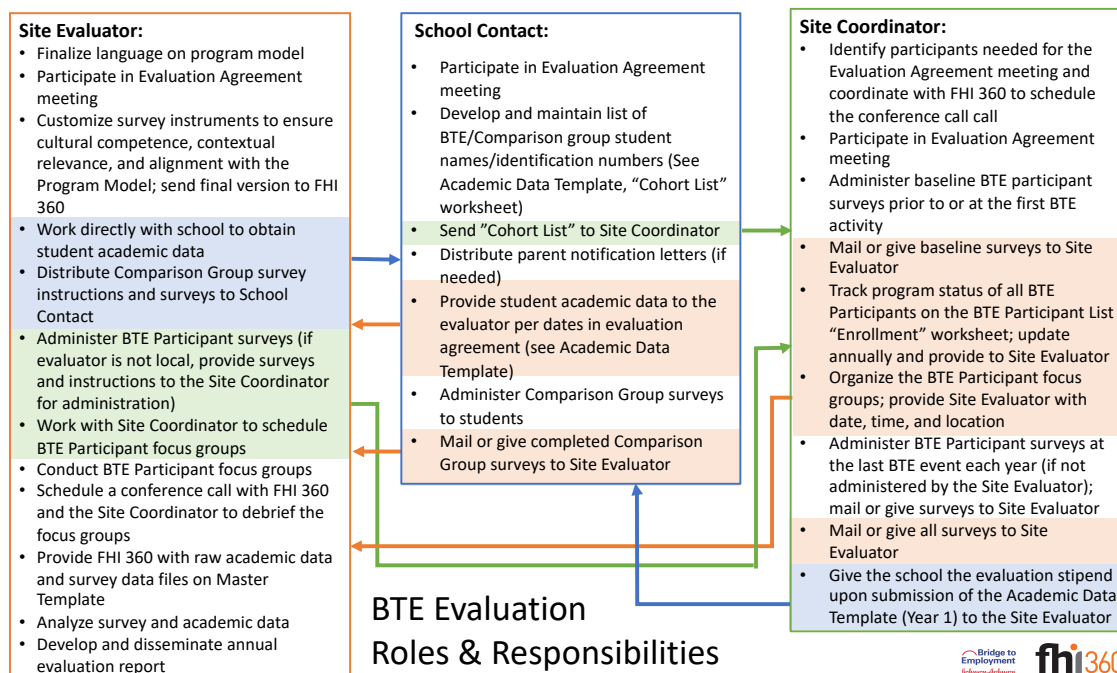 Site Evaluator:
• Finalize language on program model
• Participate in Evaluation Agreement
meeting
• Customize survey instruments to ensure
cultural competence, contextual
relevance, and alignment with the
Program Model; send final version to FHI
360
• Work directly with school to obtain
student academic data
• Distribute Comparison Group survey
instructions and surveys to School
Contact
• Administer BTE Participant surveys (if
evaluator is not local, provide surveys
and instructions to the Site Coordinator
for administration)
• Work with Site Coordinator to schedule
BTE Participant focus groups
• Conduct BTE Participant focus groups
• Schedule a conference call with FHI 360
and the Site Coordinator to debrief the
focus groups
• Provide FHI 360 with raw academic data
and survey data files on Master
Template
• Analyze survey and academic data
• Develop and disseminate annual
evaluation report
School Contact:
• Participate in Evaluation Agreement
meeting
• Develop and maintain list of
BTE/Comparison group student
names/identification numbers (See
Academic Data Template, “Cohort List”
worksheet)
• Send ”Cohort List” to Site Coordinator
• Distribute parent notification letters (if
needed)
• Provide student academic data to the
evaluator per dates in evaluation
agreement (see Academic Data
Template)
• Administer Comparison Group surveys
to students
• Mail or give completed Comparison
Group surveys to Site Evaluator
Site Coordinator:
• Identify participants needed for the
Evaluation Agreement meeting and
coordinate with FHI 360 to schedule
the conference call call
• Participate in Evaluation Agreement
meeting
• Administer baseline BTE participant
surveys prior to or at the first BTE
activity
• Mail or give baseline surveys to Site
Evaluator
• Track program status of all BTE
Participants on the BTE Participant List
“Enrollment” worksheet; update
annually and provide to Site Evaluator
• Organize the BTE Participant focus
groups; provide Site Evaluator with
date, time, and location
• Administer BTE Participant surveys at
the last BTE event each year (if not
administered by the Site Evaluator);
mail or give surveys to Site Evaluator
• Mail or give all surveys to Site
Evaluator
• Give the school the evaluation stipend
upon submission of the Academic Data
Template (Year 1) to the Site Evaluator
BTE Evaluation
Roles & Responsibilities
Bridge to
Employment
Johnson & Johnson
fhi360